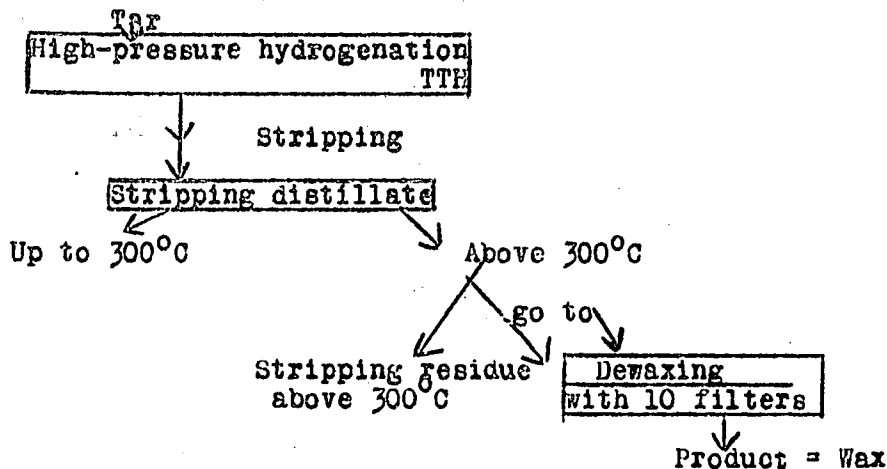 Tar
High-pressure hydrogenation
TTH
Stripping
Stripping distillate
Up to 300°C
Above 300°C
go to
Stripping residue
above 300°C
Dewaxing
with 10 filters
Product = Wax